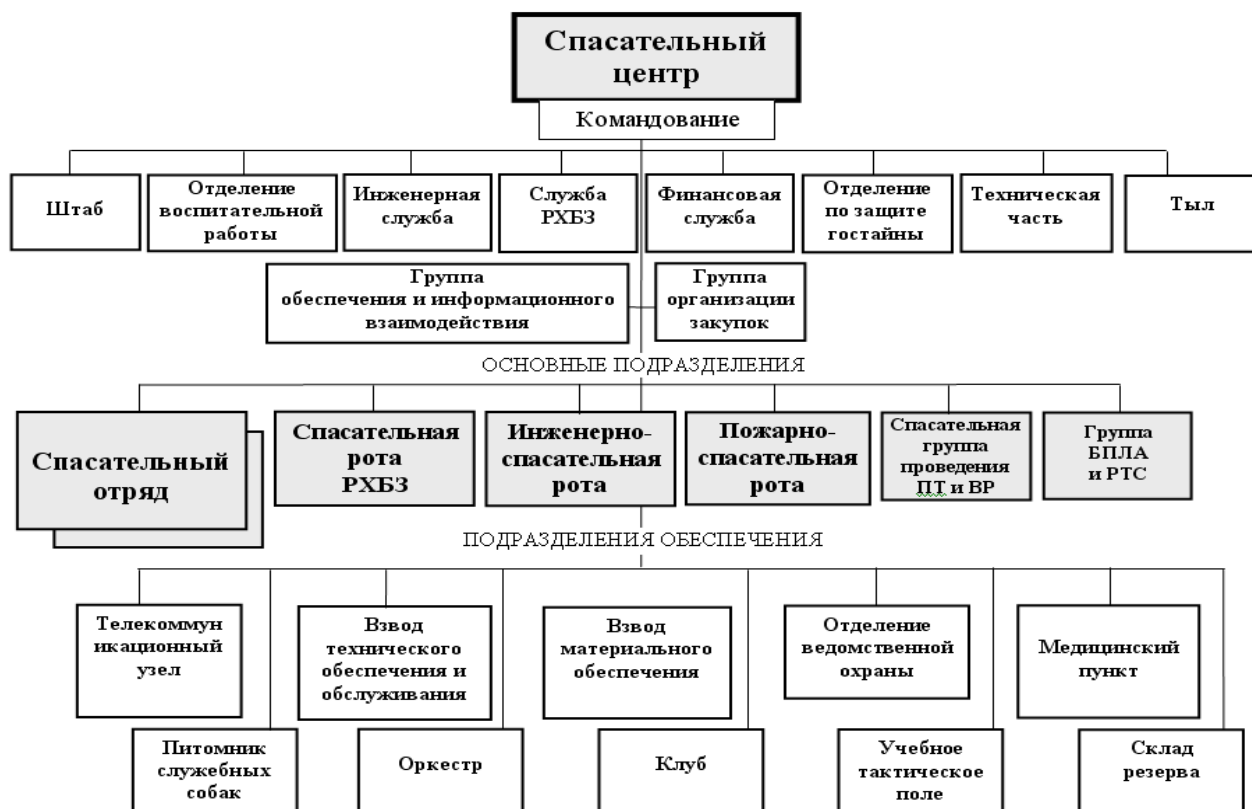 Спасательный
центр
Командование
Штаб
Отделение
воспитательной
работы
Инженерная
служба
Служба
РХБЗ
Финансовая
служба
Отделение
по защите
гостайны
Техническая
часть
Тыл
Группа
обеспечения и информационного
взаимодействия
Группа
организации
закупок
ОСНОВНЫЕ ПОДРАЗДЕЛЕНИЯ
Спасательный
отряд
Спасательная
рота
РХБЗ
Инженерно-
спасательная
рота
Пожарно-
спасательная
рота
Спасательная
группа
проведения
ПТ и ВР
Группа
БПЛА
и РТС
ПОДРАЗДЕЛЕНИЯ ОБЕСПЕЧЕНИЯ
Телекоммун
икационный
узел
Взвод
технического
обеспечения и
обслуживания
Взвод
материального
обеспечения
Отделение
ведомственной
охраны
Медицинский
пункт
Питомник
служебных
собак
Оркестр
Клуб
Учебное
тактическое
поле
Склад
резерва